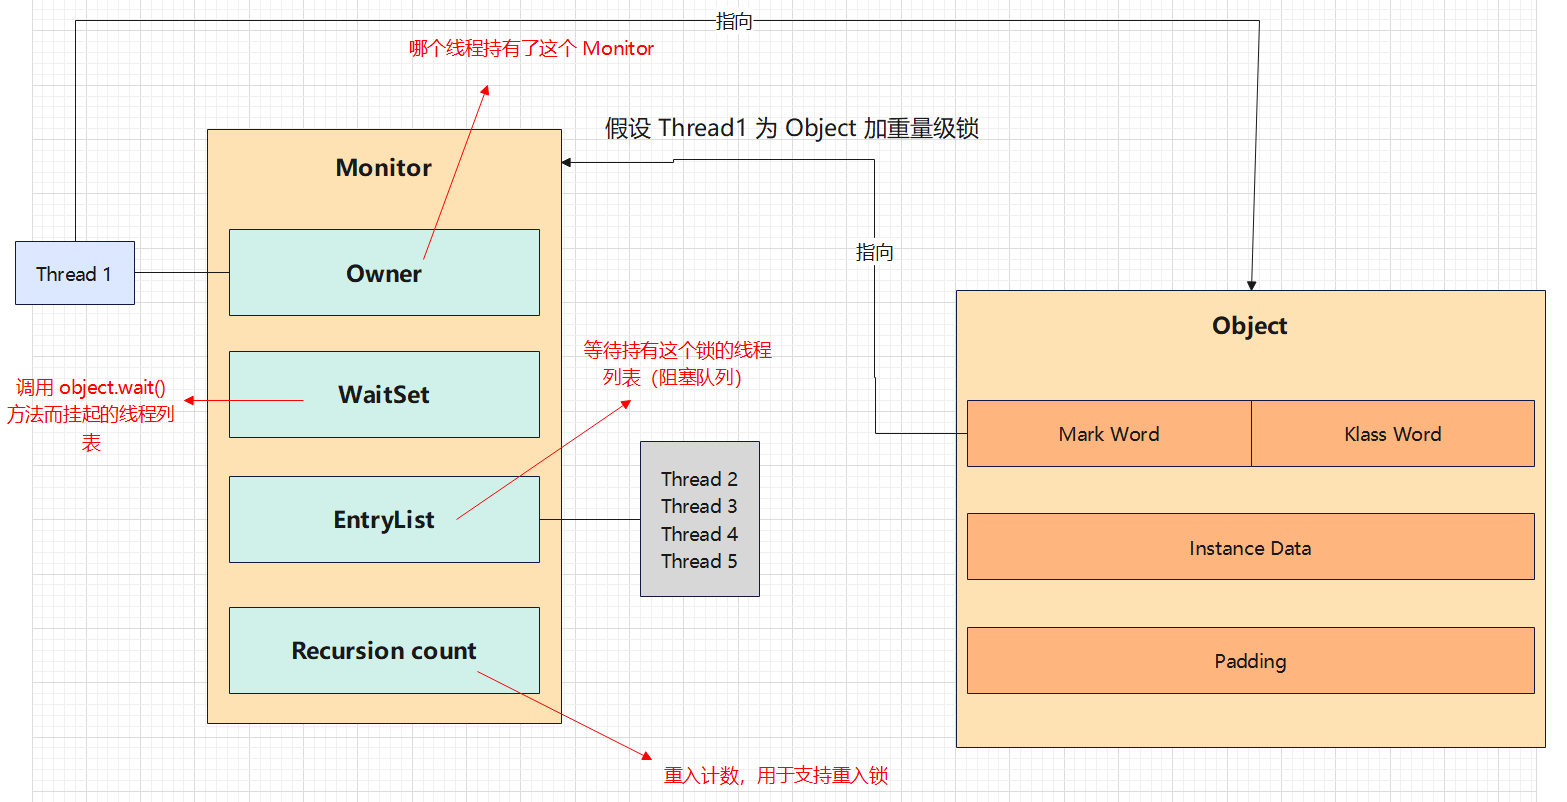 指向
哪个线程持有了这个 Monitor
假设 Thread1 为 Object 加重量级锁
Monitor
指向
Thread 1
Owner
Object
等待持有这个锁的线程
列表（阻塞队列）
调用 object.wait()
方法而挂起的线程列
表
WaitSet
Mark Word
Klass Word
EntryList
Thread 2
Thread 3
Thread 4
Thread 5
Instance Data
Recursion count
Padding
重入计数，用于支持重入锁